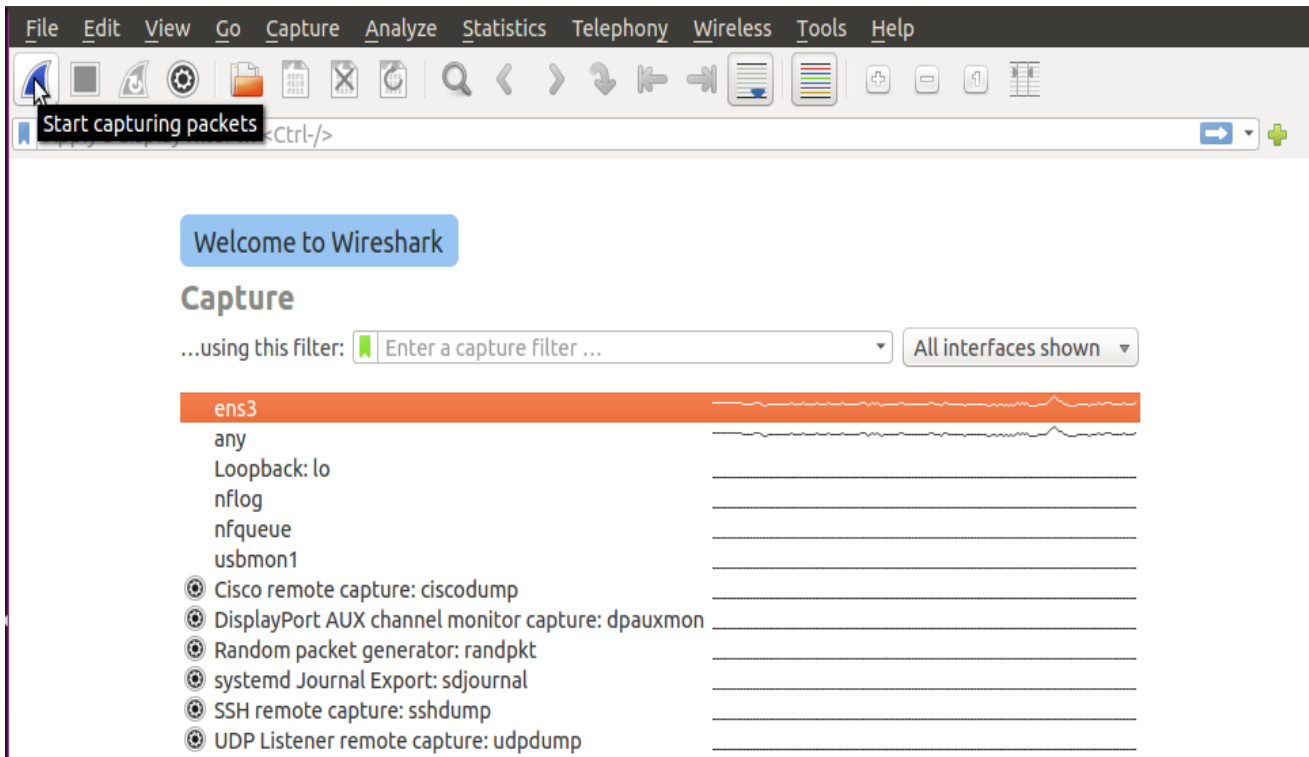 File Edit View Go Capture Analyze Statistics Telephony Wireless Tools Help
Start capturing packets
<Ctrl-/>
Welcome to Wireshark
Capture
...using this filter: Enter a capture filter ... All interfaces shown
ens3
any
Loopback: lo
nflog
nfqueue
usbmon1
Cisco remote capture: ciscodump
DisplayPort AUX channel monitor capture: dpauxmon
Random packet generator: randpkt
systemd Journal Export: sdjournal
SSH remote capture: sshdump
UDP Listener remote capture: udpdump